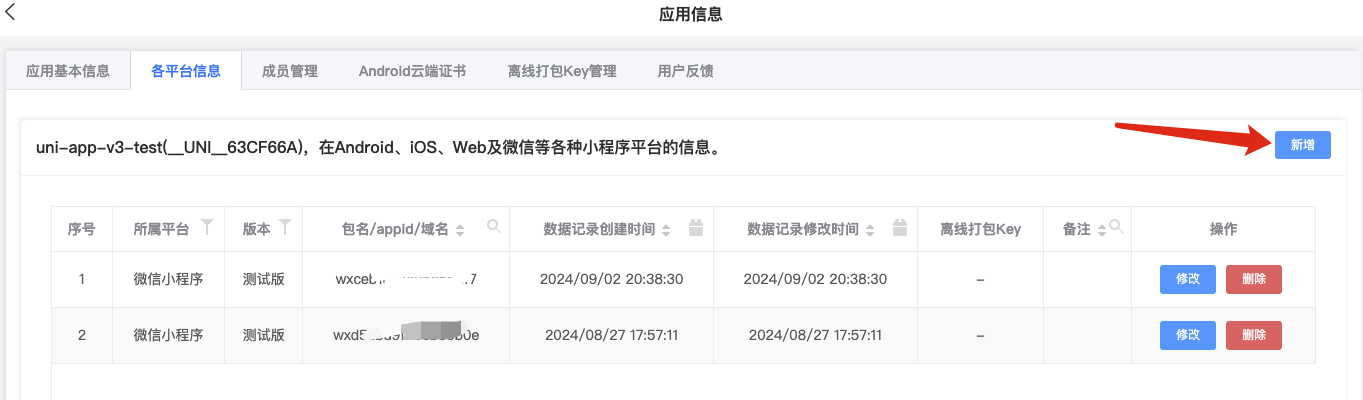 应用信息
应用基本信息 各平台信息 成员管理 Android云端证书 离线打包Key管理 用户反馈
uni-app-v3-test(__UNI__63CF66A)，在Android、iOS、Web及微信等各种小程序平台的信息。 新增
序号 所属平台 版本 包名/appid/域名 数据记录创建时间 数据记录修改时间 离线打包Key 备注 操作
1 微信小程序 测试版 2024/09/02 20:38:30 2024/09/02 20:38:30 - 修改 删除
2 微信小程序 测试版 2024/08/27 17:57:11 2024/08/27 17:57:11 - 修改 删除